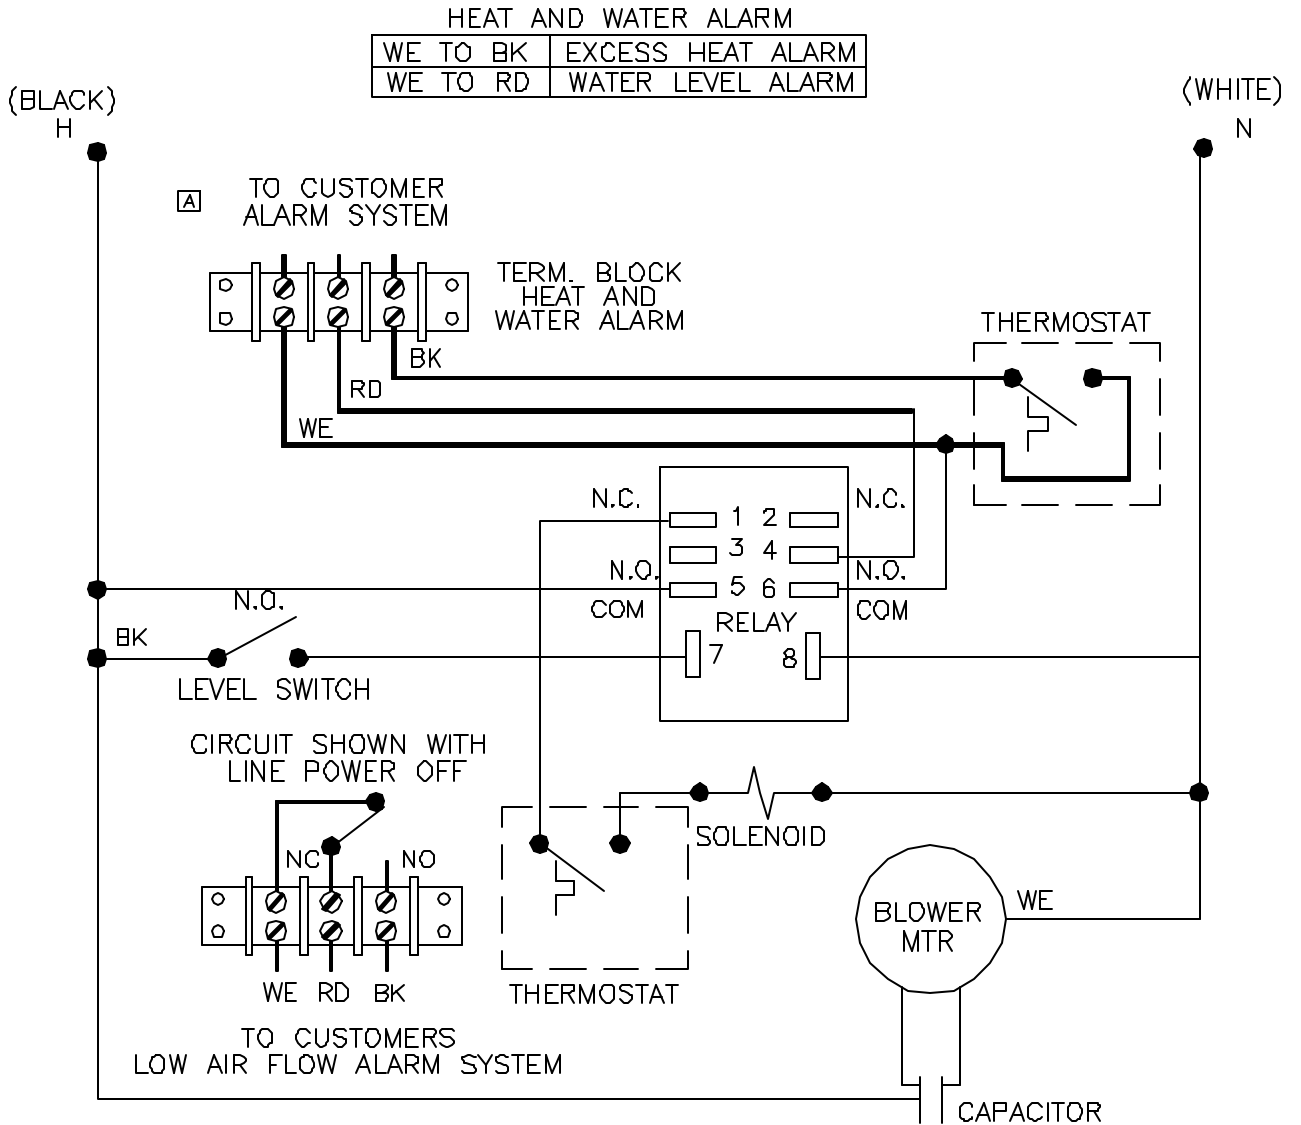 HEAT AND WATER ALARM
WE TO BK EXCESS HEAT ALARM
WE TO RD WATER LEVEL ALARM
(BLACK)
H
(WHITE)
N
A
TO CUSTOMER
ALARM SYSTEM
TERM. BLOCK
HEAT AND
WATER ALARM
THERMOSTAT
BK
RD
WE
N.C. 1 2 N.C.
3 4
N.O. 5 6 N.O.
COM COM
RELAY
7 8
N.O.
BK
LEVEL SWITCH
CIRCUIT SHOWN WITH
LINE POWER OFF
NC NO
SOLENOID
BLOWER
MTR
WE
WE RD BK
THERMOSTAT
TO CUSTOMERS
LOW AIR FLOW ALARM SYSTEM
CAPACITOR